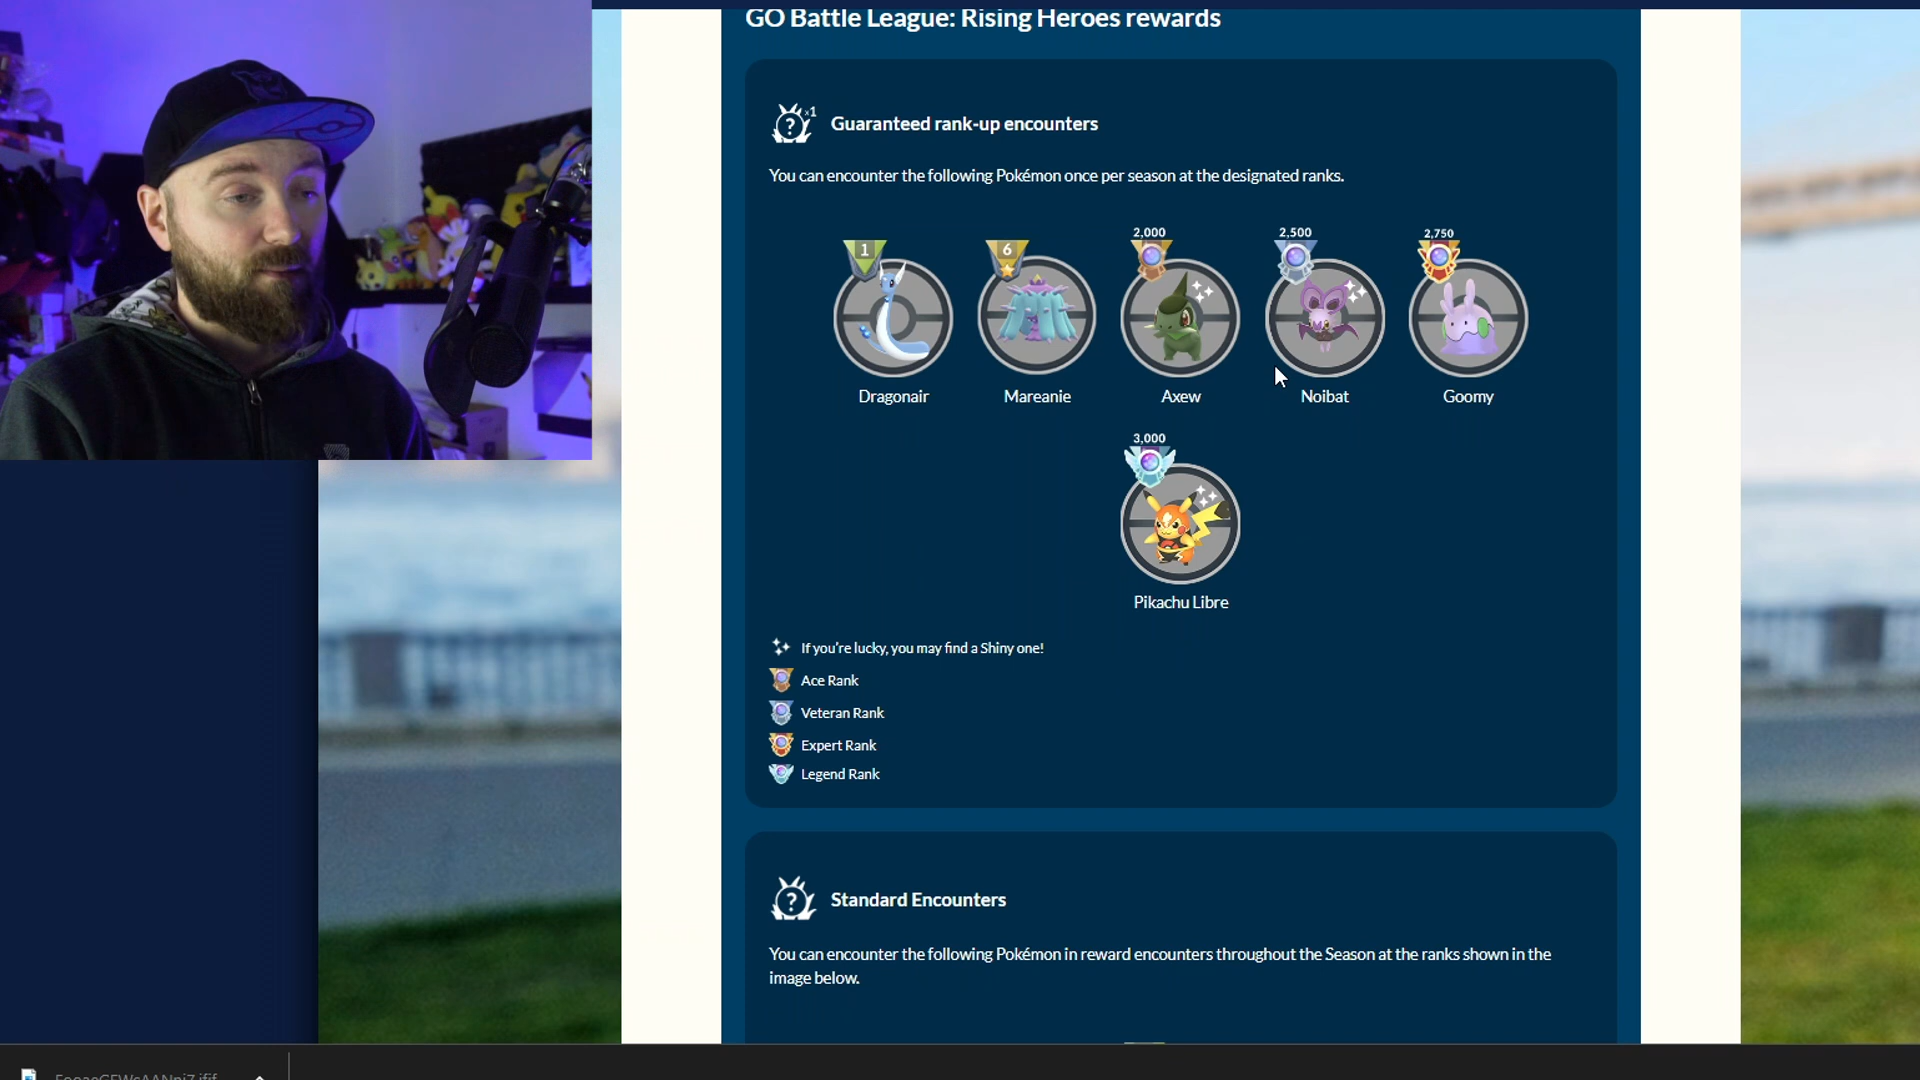 GO Battle League: Rising Heroes rewards
x1
Guaranteed rank-up encounters
You can encounter the following Pokémon once per season at the designated ranks.
2,000
2,500
2,750
1
6
Dragonair
Mareanie
Axew
Noibat
Goomy
3,000
Pikachu Libre
If you're lucky, you may find a Shiny one!
Ace Rank
Veteran Rank
Expert Rank
Legend Rank
Standard Encounters
You can encounter the following Pokémon in reward encounters throughout the Season at the ranks shown in the
image below.